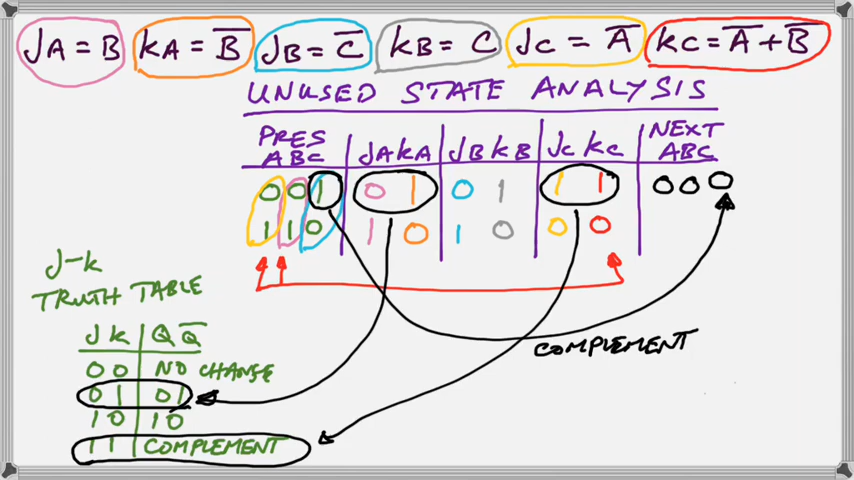 JA = B KA = B̅ JB = C̅ KB = C JC = A̅ KC = A̅ + B̅
UNUSED STATE ANALYSIS
PRES NEXT
ABC JAKA JBKB JCKC ABC
001 01 01 11 000
110 10 10 00
J-K
TRUTH TABLE
JK QQ̅
00 NO CHANGE
01 01
10 10
11 COMPLEMENT
COMPLEMENT